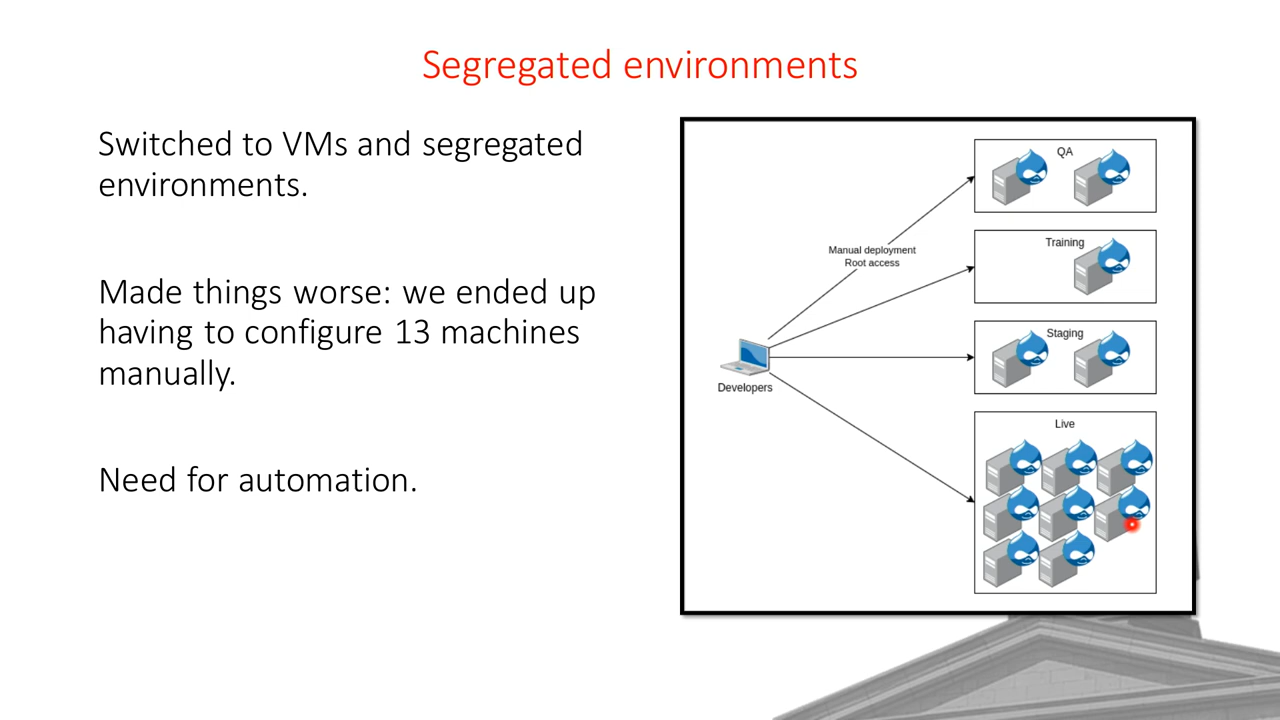 Segregated environments
Switched to VMs and segregated
environments.
Made things worse: we ended up
having to configure 13 machines
manually.
Need for automation.
QA
Training
Manual deployment
Root access
Staging
Developers
Live